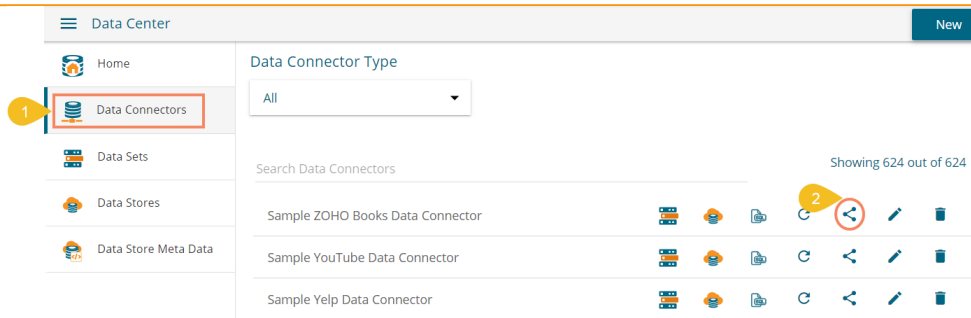 Data Center
New
Home
Data Connector Type
All
1
Data Connectors
Data Sets
Search Data Connectors
Showing 624 out of 624
Data Stores
2
Sample ZOHO Books Data Connector
Data Store Meta Data
Sample YouTube Data Connector
Sample Yelp Data Connector